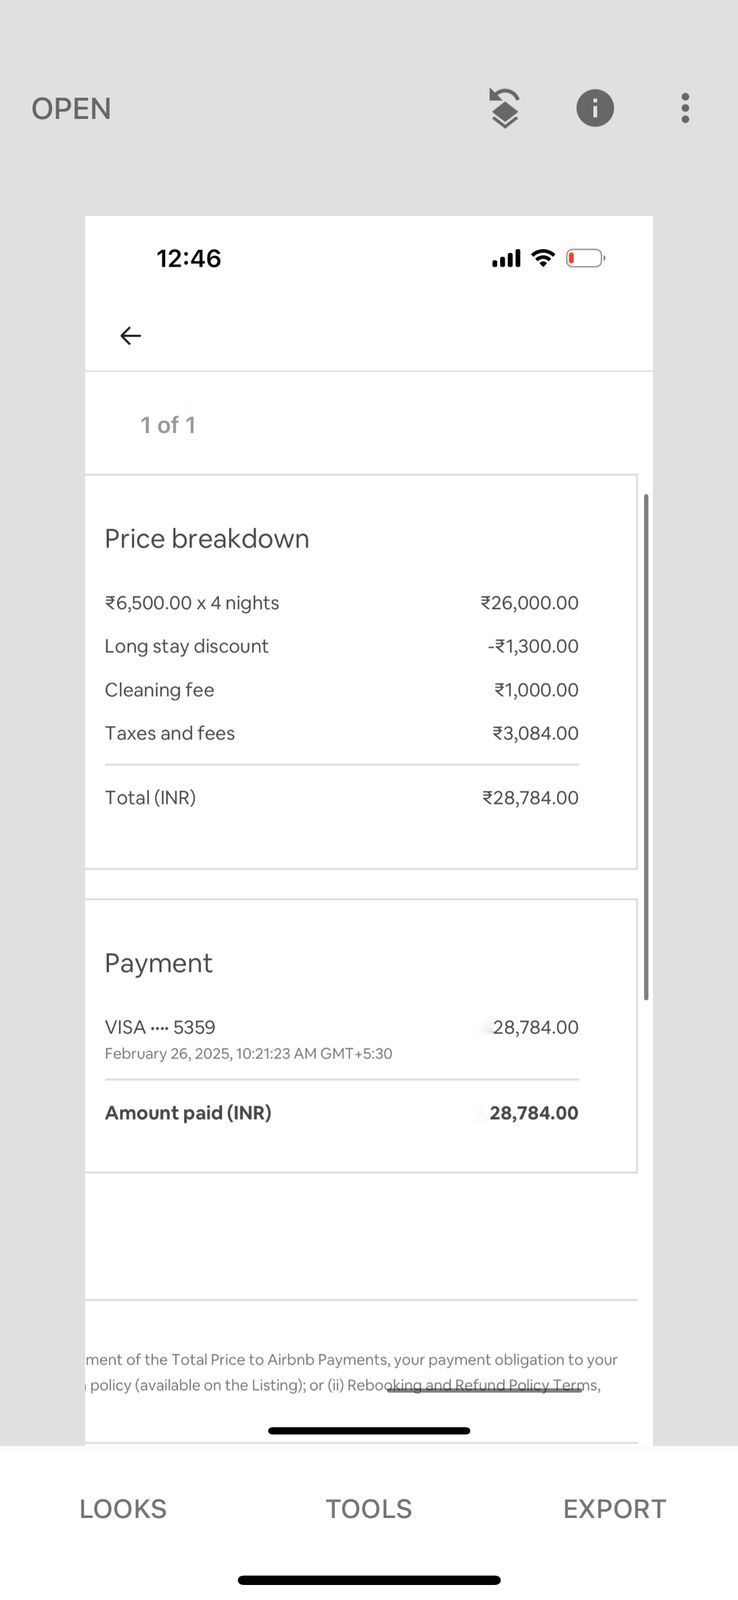 OPEN
12:46
1 of 1
Price breakdown
₹6,500.00 x 4 nights ₹26,000.00
Long stay discount -₹1,300.00
Cleaning fee ₹1,000.00
Taxes and fees ₹3,084.00
Total (INR) ₹28,784.00
Payment
VISA •••• 5359 28,784.00
February 26, 2025, 10:21:23 AM GMT+5:30
Amount paid (INR) 28,784.00
ment of the Total Price to Airbnb Payments, your payment obligation to your
policy (available on the Listing); or (ii) Rebooking and Refund Policy Terms,
LOOKS TOOLS EXPORT